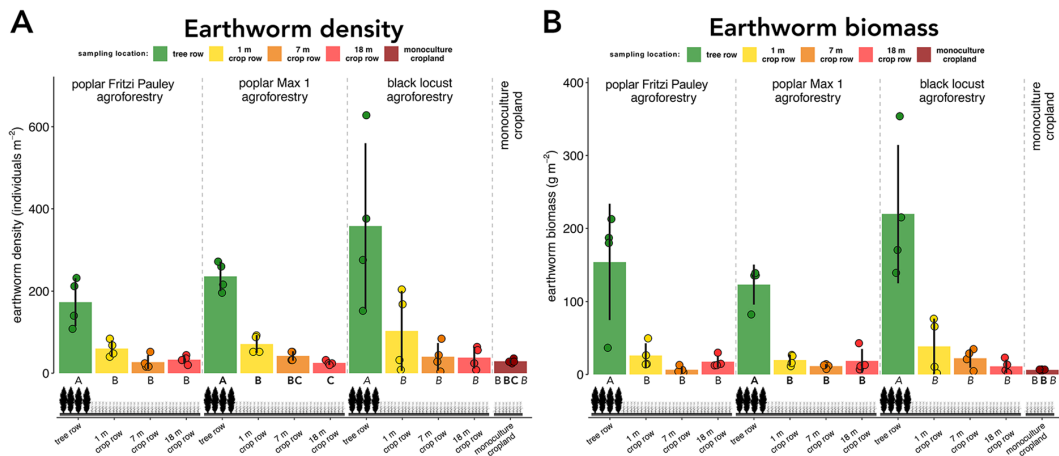 A
Earthworm density
sampling location: tree row 1 m crop row 7 m crop row 18 m crop row monoculture cropland
poplar Fritzi Pauley agroforestry
poplar Max 1 agroforestry
black locust agroforestry
monoculture cropland
earthworm density (individuals m⁻²)
600
400
200
0
A B B B A B BC C A B B B B BC B
tree row
1 m crop row
7 m crop row
18 m crop row
tree row
1 m crop row
7 m crop row
18 m crop row
tree row
1 m crop row
7 m crop row
18 m crop row
monoculture cropland
B
Earthworm biomass
sampling location: tree row 1 m crop row 7 m crop row 18 m crop row monoculture cropland
poplar Fritzi Pauley agroforestry
poplar Max 1 agroforestry
black locust agroforestry
monoculture cropland
earthworm biomass (g m⁻²)
400
300
200
100
0
A B B B A B B B A B B B B B B
tree row
1 m crop row
7 m crop row
18 m crop row
tree row
1 m crop row
7 m crop row
18 m crop row
tree row
1 m crop row
7 m crop row
18 m crop row
monoculture cropland